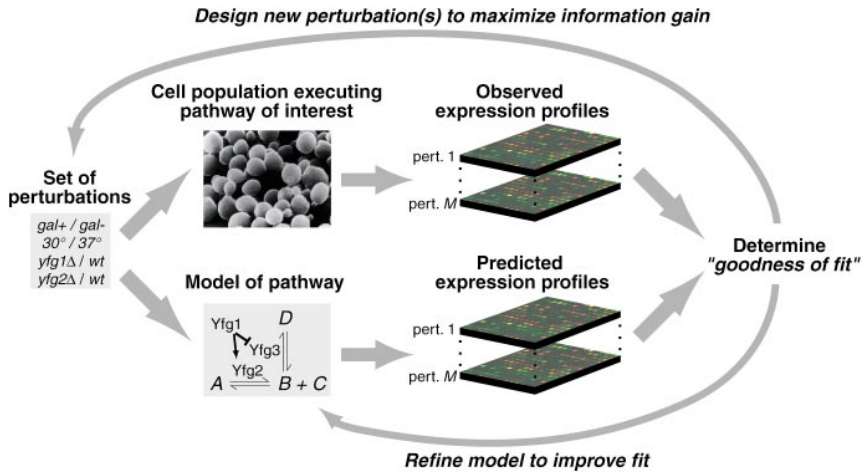 Design new perturbation(s) to maximize information gain
Cell population executing
pathway of interest
Observed
expression profiles
pert. 1
pert. M
Set of
perturbations
gal+ / gal-
30° / 37°
yfg1Δ / wt
yfg2Δ / wt
Determine
"goodness of fit"
Model of pathway
Yfg1
D
Yfg3
Yfg2
A
B + C
Predicted
expression profiles
pert. 1
pert. M
Refine model to improve fit